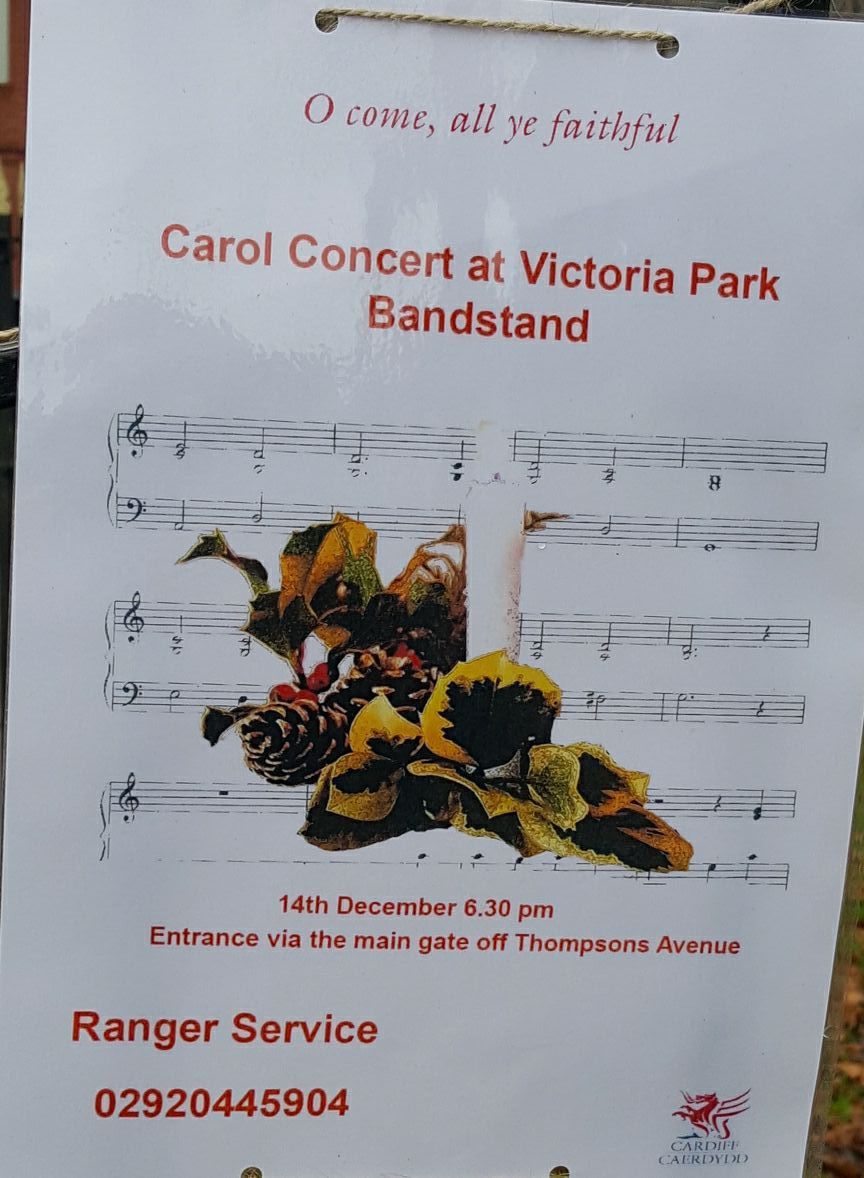 O come, all ye faithful
Carol Concert at Victoria Park
Bandstand
14th December 6.30 pm
Entrance via the main gate off Thompsons Avenue
Ranger Service
02920445904
CARDIFF
CAERDYDD